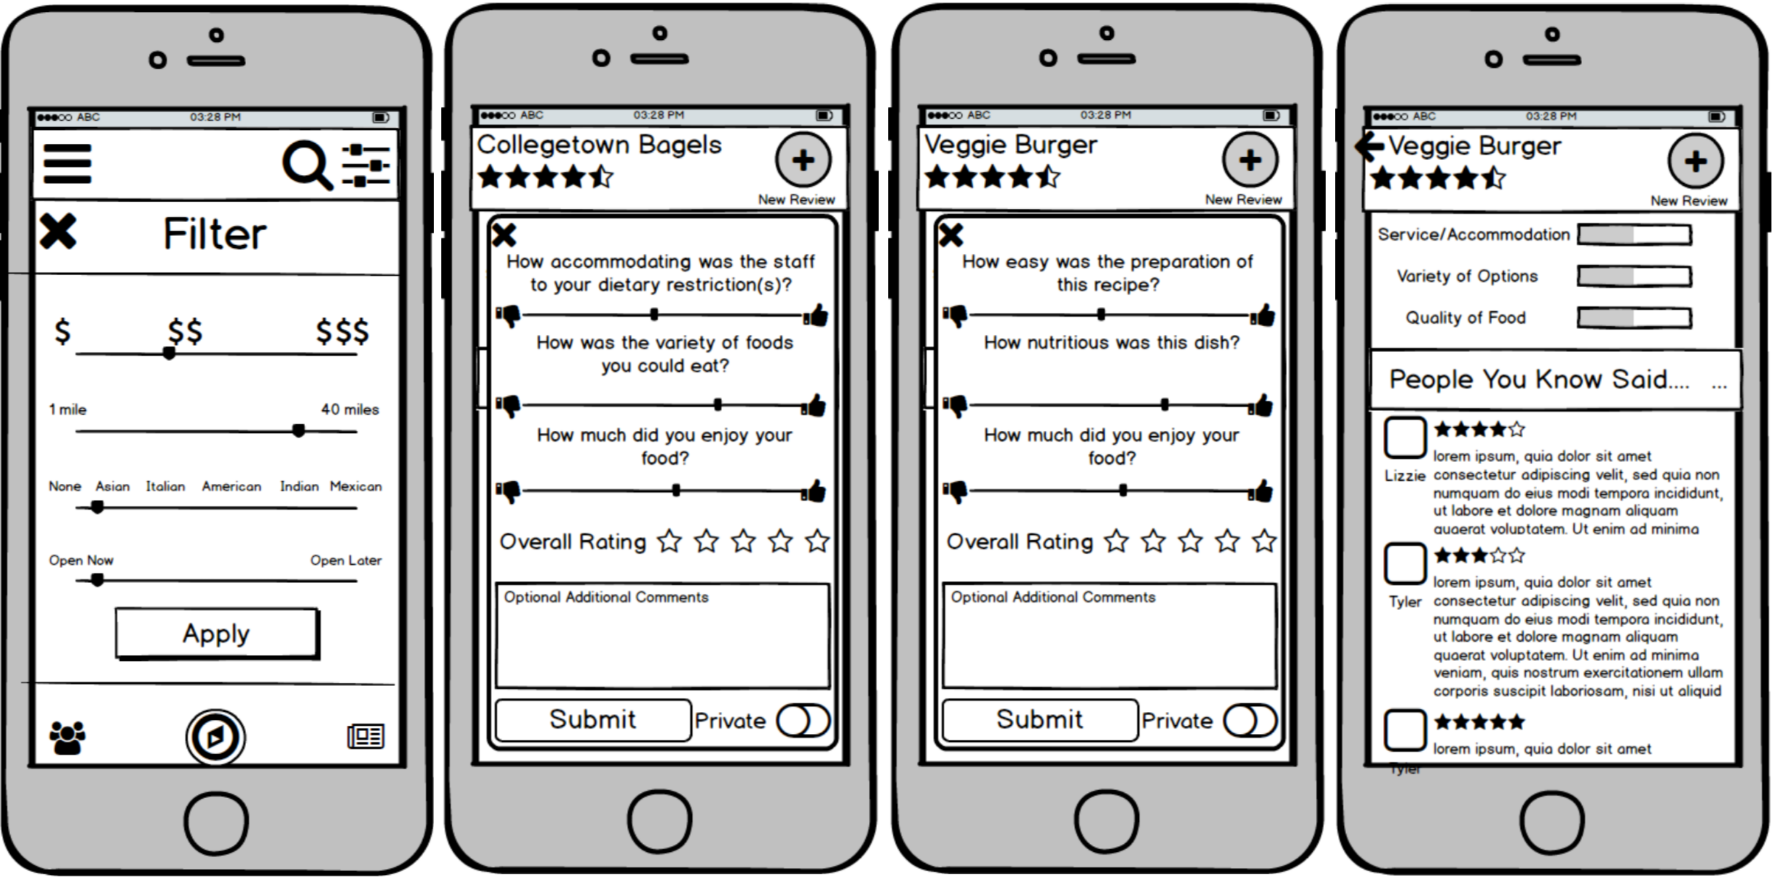 ABC 03:28 PM
Filter
$ $$ $$$
1 mile 40 miles
None Asian Italian American Indian Mexican
Open Now Open Later
Apply
ABC 03:28 PM
Collegetown Bagels
New Review
How accommodating was the staff
to your dietary restriction(s)?
How was the variety of foods
you could eat?
How much did you enjoy your
food?
Overall Rating
Optional Additional Comments
Submit Private
ABC 03:28 PM
Veggie Burger
New Review
How easy was the preparation of
this recipe?
How nutritious was this dish?
How much did you enjoy your
food?
Overall Rating
Optional Additional Comments
Submit Private
ABC 03:28 PM
Veggie Burger
New Review
Service/Accommodation
Variety of Options
Quality of Food
People You Know Said.... ...
lorem ipsum, quia dolor sit amet
Lizzie consectetur adipiscing velit, sed quia non
numquam do eius modi tempora incididunt,
ut labore et dolore magnam aliquam
quaerat voluptatem. Ut enim ad minima
lorem ipsum, quia dolor sit amet
Tyler consectetur adipiscing velit, sed quia non
numquam do eius modi tempora incididunt,
ut labore et dolore magnam aliquam
quaerat voluptatem. Ut enim ad minima
veniam, quis nostrum exercitationem ullam
corporis suscipit laboriosam, nisi ut aliquid
lorem ipsum, quia dolor sit amet
Tyler